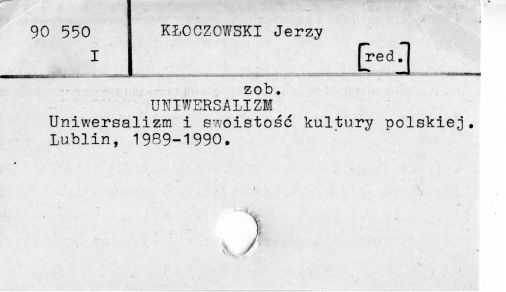 90 550
I
KŁOCZOWSKI Jerzy
[red.]
zob.
UNIWERSALIZM
Uniwersalizm i swoistość kultury polskiej.
Lublin, 1989-1990.